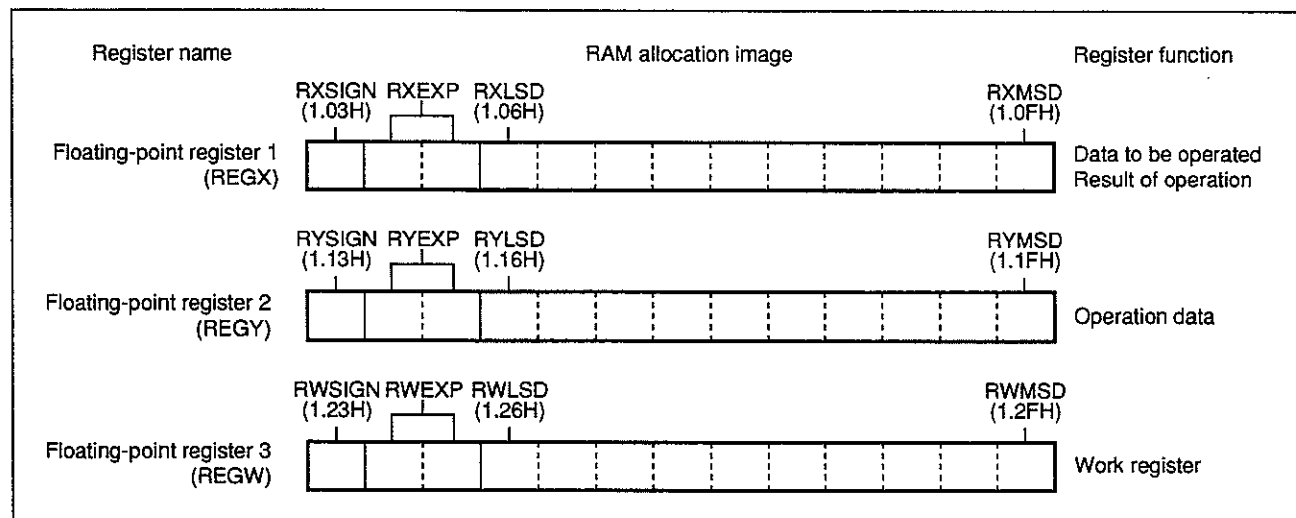 Register name RAM allocation image Register function
RXSIGN RXEXP RXLSD RXMSD
(1.03H) (1.06H) (1.0FH)
Floating-point register 1 Data to be operated
(REGX) Result of operation
RYSIGN RYEXP RYLSD RYMSD
(1.13H) (1.16H) (1.1FH)
Floating-point register 2
(REGY) Operation data
RWSIGN RWEXP RWLSD RWMSD
(1.23H) (1.26H) (1.2FH)
Floating-point register 3
(REGW) Work register